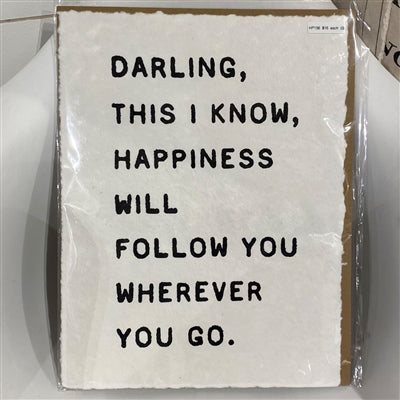 DARLING,
THIS I KNOW,
HAPPINESS
WILL
FOLLOW YOU
WHEREVER
YOU GO.